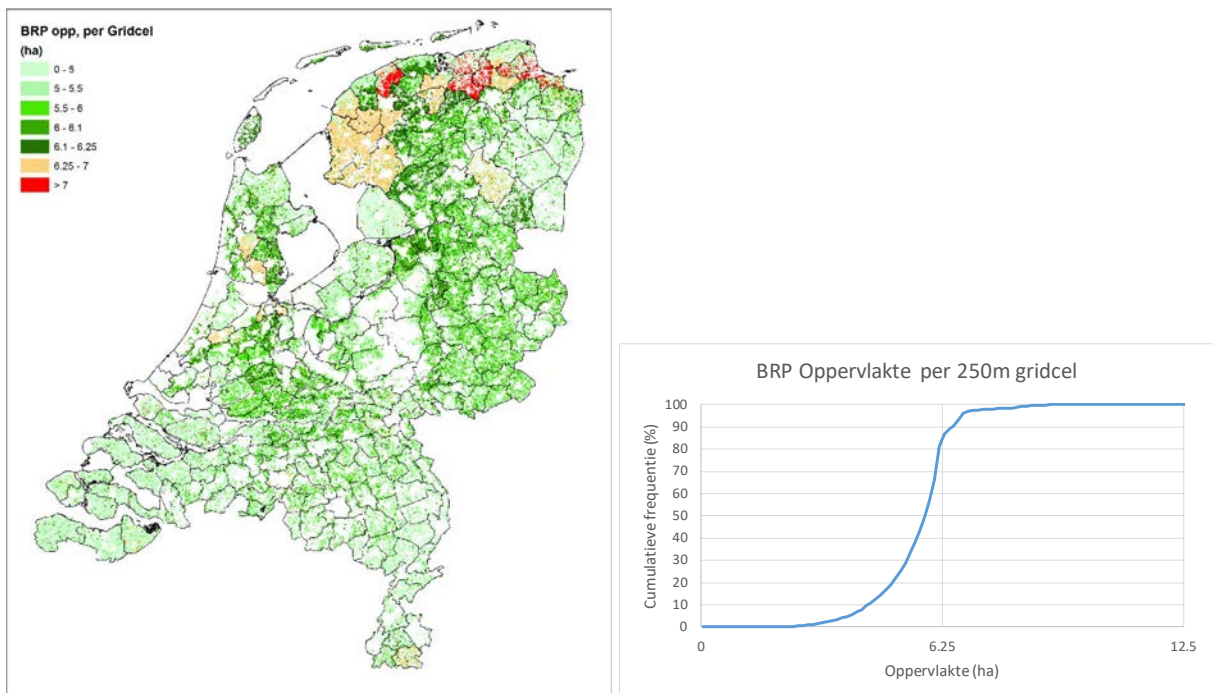 BRP opp, per Gridcel
(ha)
0 - 5
5 - 5.5
5.5 - 6
6 - 6.1
6.1 - 6.25
6.25 - 7
> 7
BRP Oppervlakte per 250m gridcel
Cumulatieve frequentie (%)
100
90
80
70
60
50
40
30
20
10
0
0 6.25 12.5
Oppervlakte (ha)